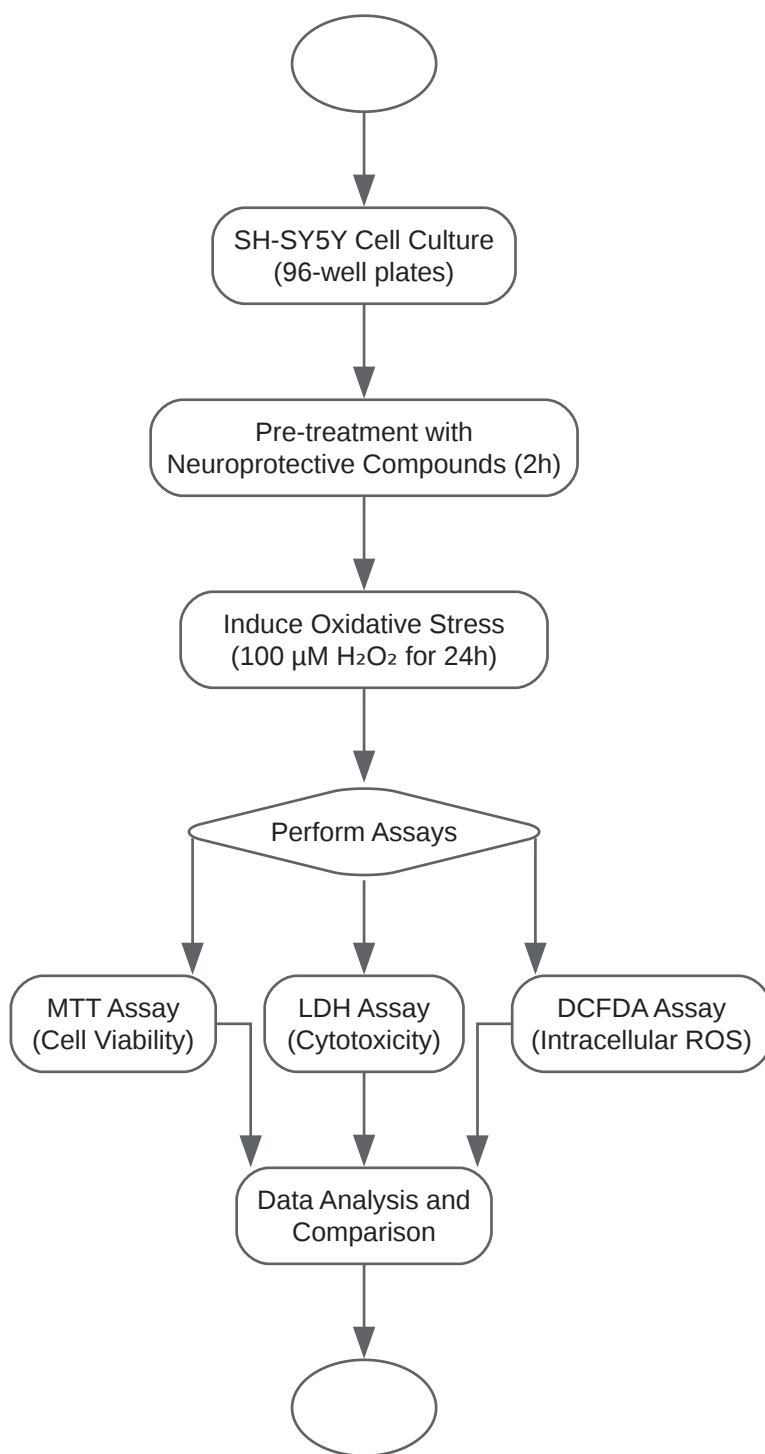 SH-SY5Y Cell Culture
(96-well plates)
Pre-treatment with
Neuroprotective Compounds (2h)
Induce Oxidative Stress
(100 µM H₂O₂ for 24h)
Perform Assays
MTT Assay
(Cell Viability)
LDH Assay
(Cytotoxicity)
DCFDA Assay
(Intracellular ROS)
Data Analysis and
Comparison